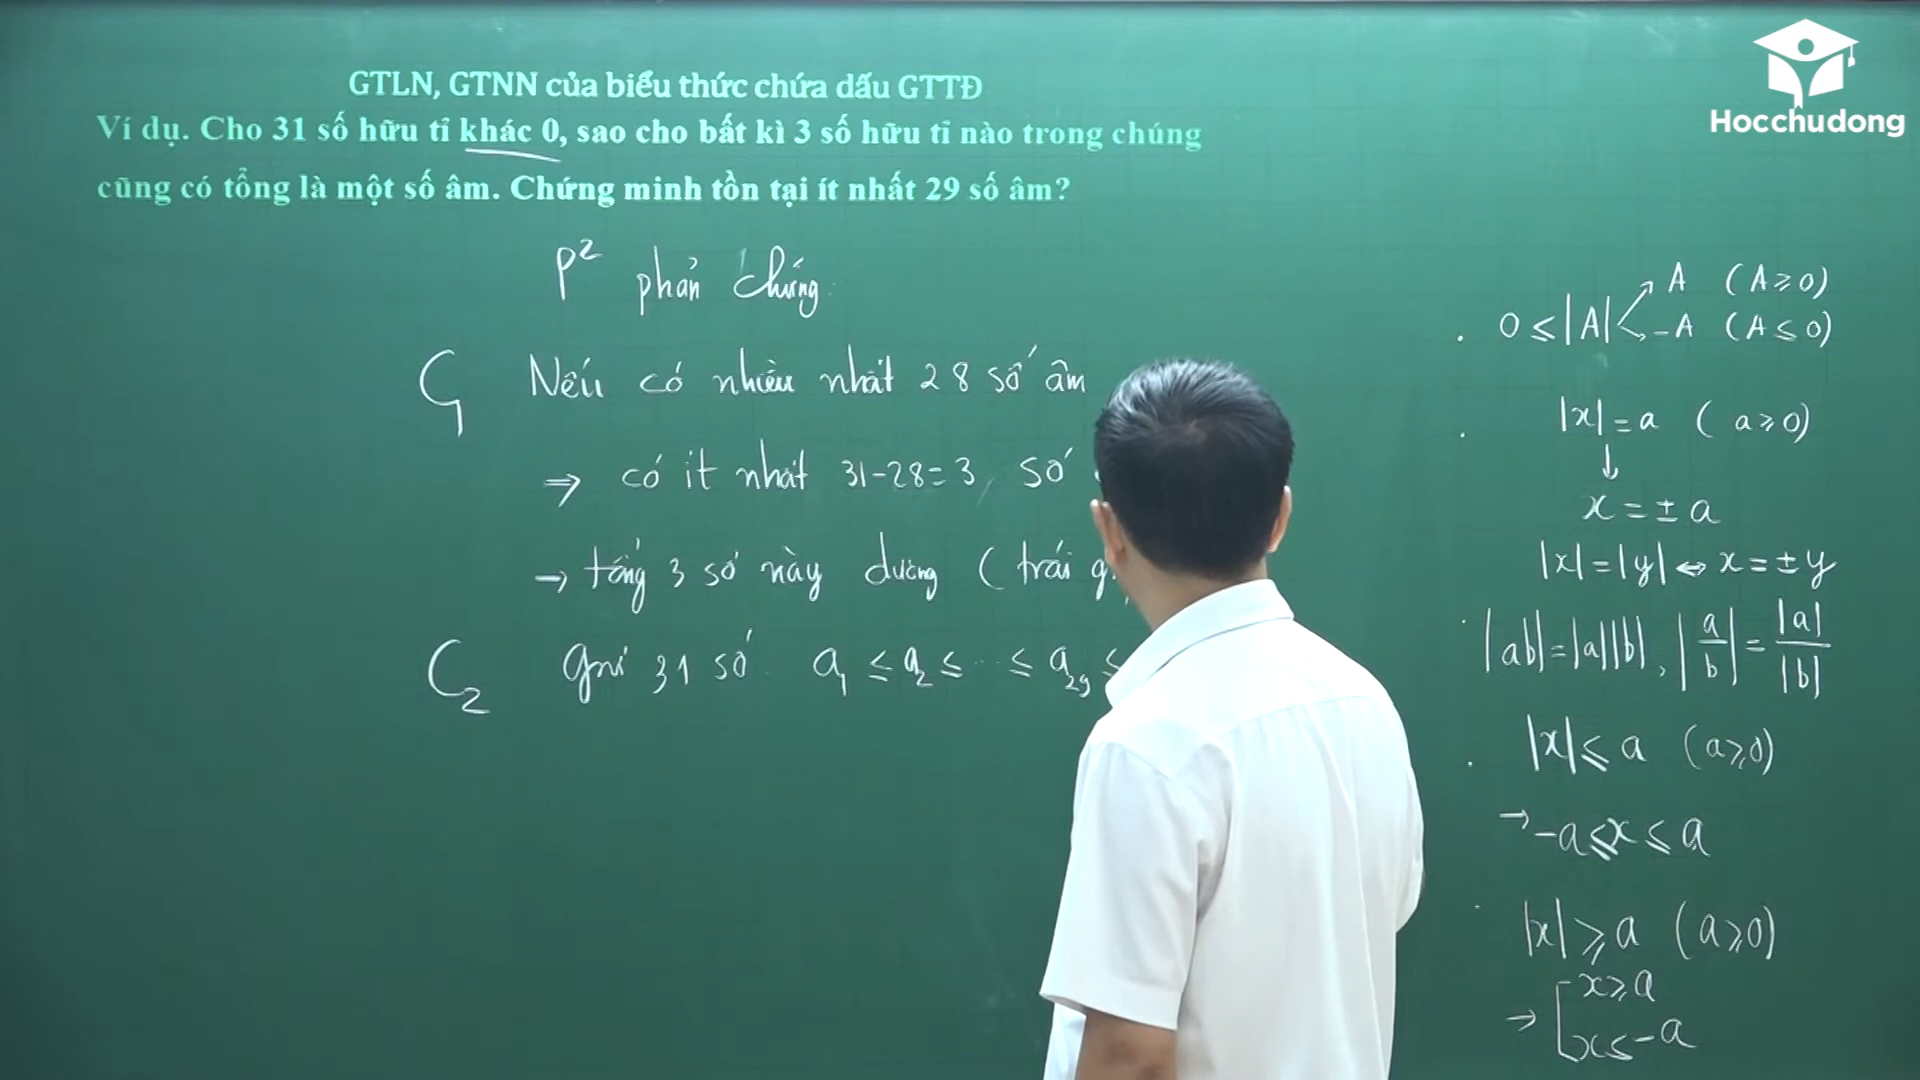 Hocchudong
GTLN, GTNN của biểu thức chứa dấu GTTĐ
Ví dụ. Cho 31 số hữu tỉ khác 0, sao cho bất kì 3 số hữu tỉ nào trong chúng
cũng có tổng là một số âm. Chứng minh tồn tại ít nhất 29 số âm?
P² phản chứng
C₁ Nếu có nhiều nhất 28 số âm
→ có ít nhất 31-28=3 số
→ tổng 3 số này dương (trái
C₂ Gọi 31 số a₁ ≤ a₂ ≤ ... ≤ a₂₉ ≤
A (A≥0)
0 ≤ |A|
-A (A≤0)
|x| = a (a≥0)
↓
x = ±a
|x| = |y| ↔ x = ±y
|ab| = |a||b|, |a/b| = |a|/|b|
|x| ≤ a (a≥0)
→ -a ≤ x ≤ a
|x| ≥ a (a≥0)
x ≥ a
→ [ x ≤ -a